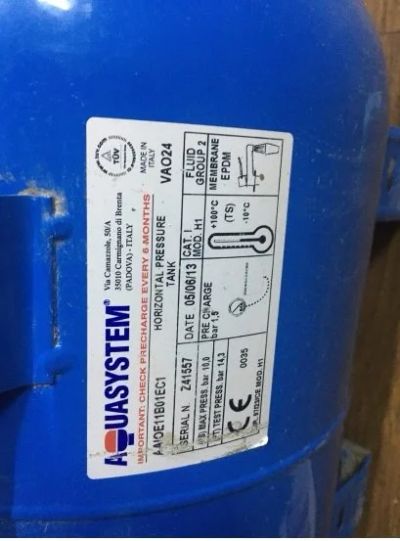 AQUASYSTEM®
Via Camazzole, 50/A
35010 Carmignano di Brenta
(PADOVA) - ITALY
TÜV
IMPORTANT: CHECK PRECHARGE EVERY 6 MONTHS
MADE IN
ITALY
HORIZONTAL PRESSURE
TANK
VAO24
SERIAL N. Z41557
DATE 05/06/13
CAT. I
MOD. H1
FLUID
GROUP 2
MAX PRESS. bar 10,0
TEST PRESS. bar 14,3
PRE CHARGE
bar 1,5
+100°C
(TS)
-10°C
MEMBRANE
EPDM
CE 0035
MOD. H1